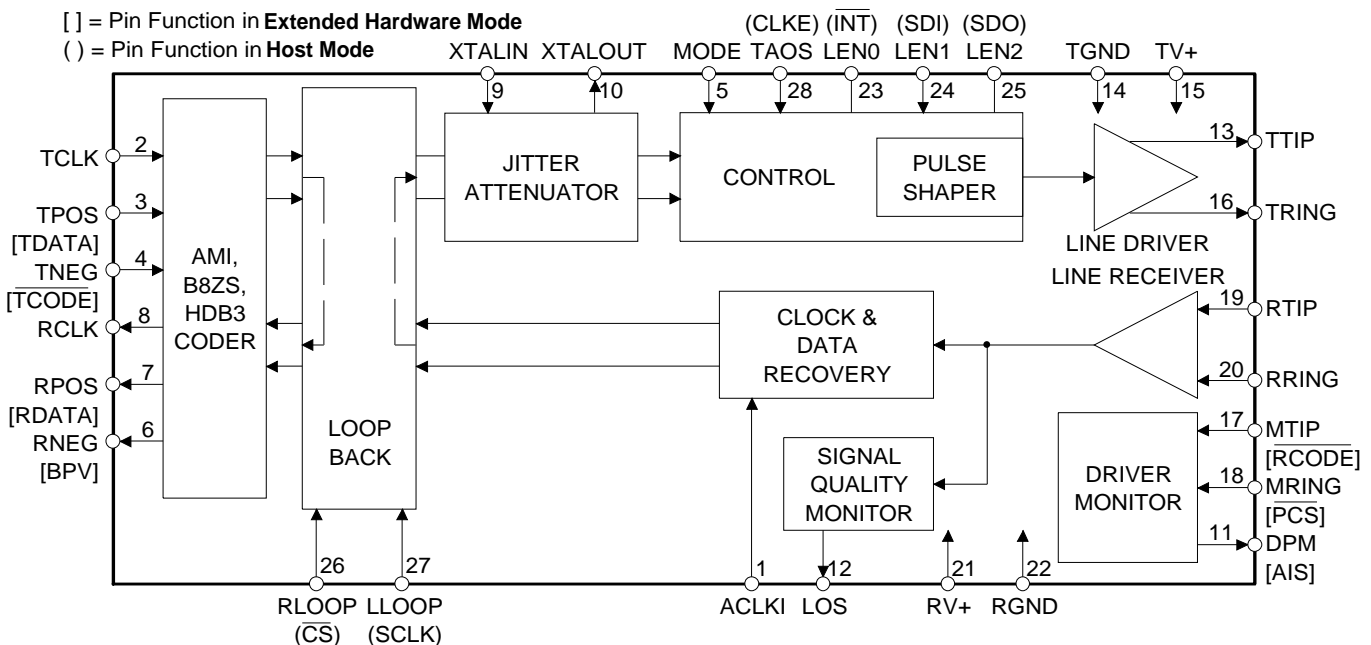 [ ] = Pin Function in Extended Hardware Mode
( ) = Pin Function in Host Mode
(CLKE) (INT) (SDI) (SDO)
XTALIN XTALOUT MODE TAOS LEN0 LEN1 LEN2 TGND TV+
9 10 5 28 23 24 25 14 15
2
TCLK
3
TPOS
[TDATA]
4
TNEG
[TCODE]
8
RCLK
7
RPOS
[RDATA]
6
RNEG
[BPV]
AMI,
B8ZS,
HDB3
CODER
LOOP
BACK
JITTER
ATTENUATOR
CONTROL
PULSE
SHAPER
13
TTIP
16
TRING
LINE DRIVER
LINE RECEIVER
CLOCK &
DATA
RECOVERY
19
RTIP
20
RRING
SIGNAL
QUALITY
MONITOR
DRIVER
MONITOR
17
MTIP
[RCODE]
18
MRING
[PCS]
11
DPM
[AIS]
26 27 1 12 21 22
RLOOP LLOOP ACLKI LOS RV+ RGND
(CS) (SCLK)